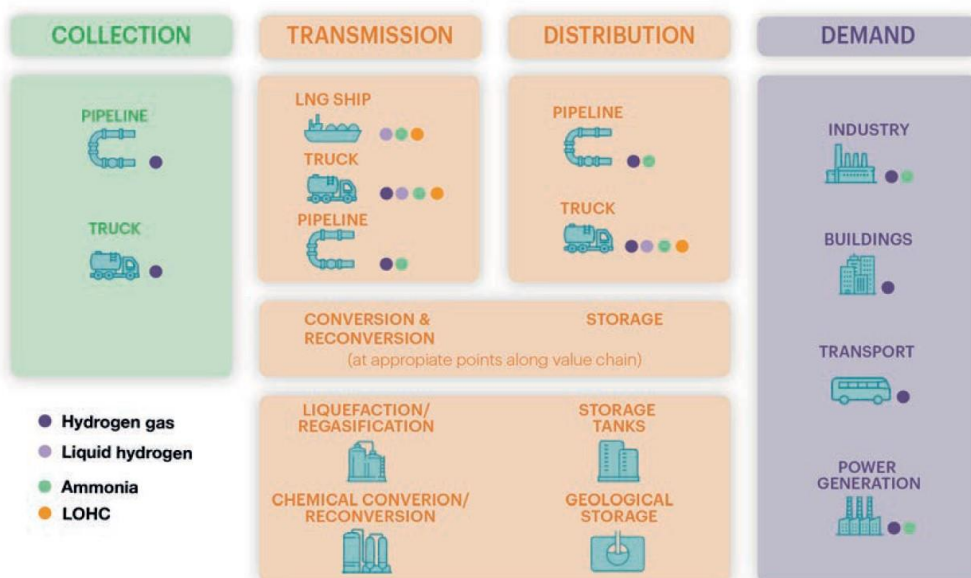 COLLECTION
TRANSMISSION
DISTRIBUTION
DEMAND
PIPELINE
TRUCK
LNG SHIP
TRUCK
PIPELINE
PIPELINE
TRUCK
INDUSTRY
BUILDINGS
TRANSPORT
POWER
GENERATION
CONVERSION &
RECONVERSION
STORAGE
(at appropiate points along value chain)
LIQUEFACTION/
REGASIFICATION
STORAGE
TANKS
CHEMICAL CONVERION/
RECONVERSION
GEOLOGICAL
STORAGE
Hydrogen gas
Liquid hydrogen
Ammonia
LOHC